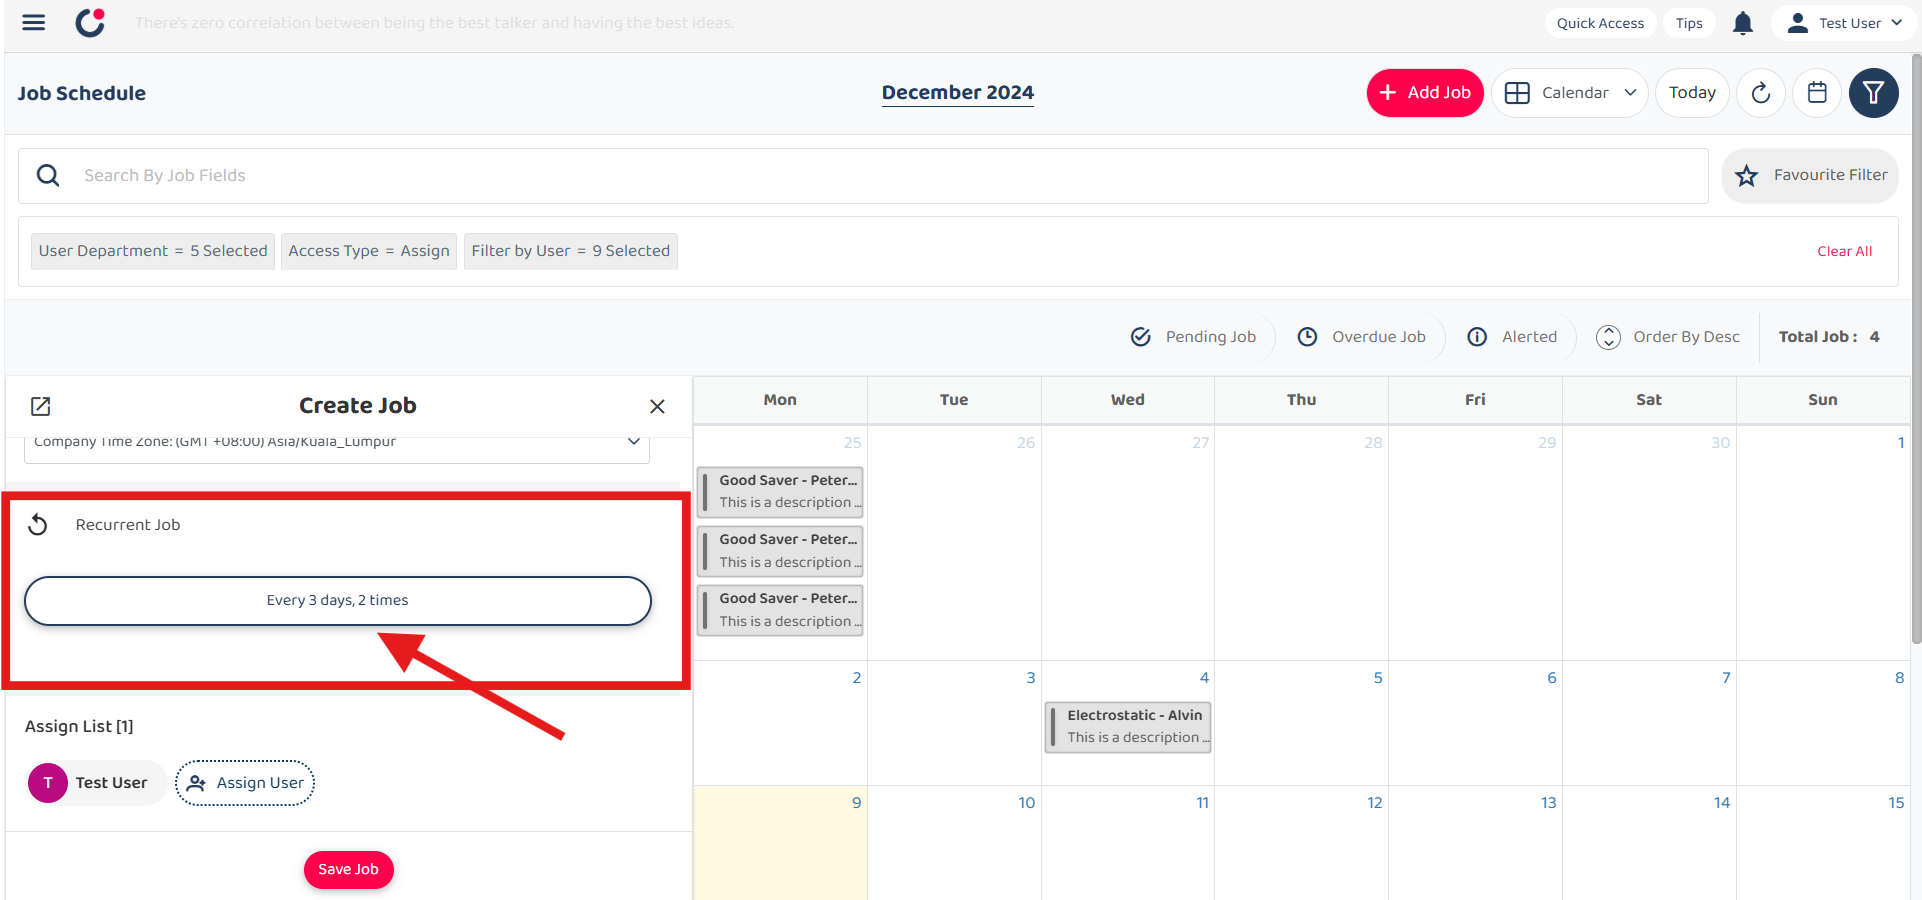 There's zero correlation between being the best talker and having the best ideas.
Quick Access
Tips
Test User
Job Schedule
December 2024
Add Job
Calendar
Today
Search By Job Fields
Favourite Filter
User Department = 5 Selected
Access Type = Assign
Filter by User = 9 Selected
Clear All
Pending Job
Overdue Job
Alerted
Order By Desc
Total Job : 4
Create Job
Company Time Zone: (GMT +08:00) Asia/Kuala_Lumpur
Recurrent Job
Every 3 days, 2 times
Assign List [1]
T
Test User
Assign User
Save Job
Mon Tue Wed Thu Fri Sat Sun
25 26 27 28 29 30 1
Good Saver - Peter...
This is a description ...
Good Saver - Peter...
This is a description ...
Good Saver - Peter...
This is a description ...
2 3 4 5 6 7 8
Electrostatic - Alvin
This is a description ...
9 10 11 12 13 14 15